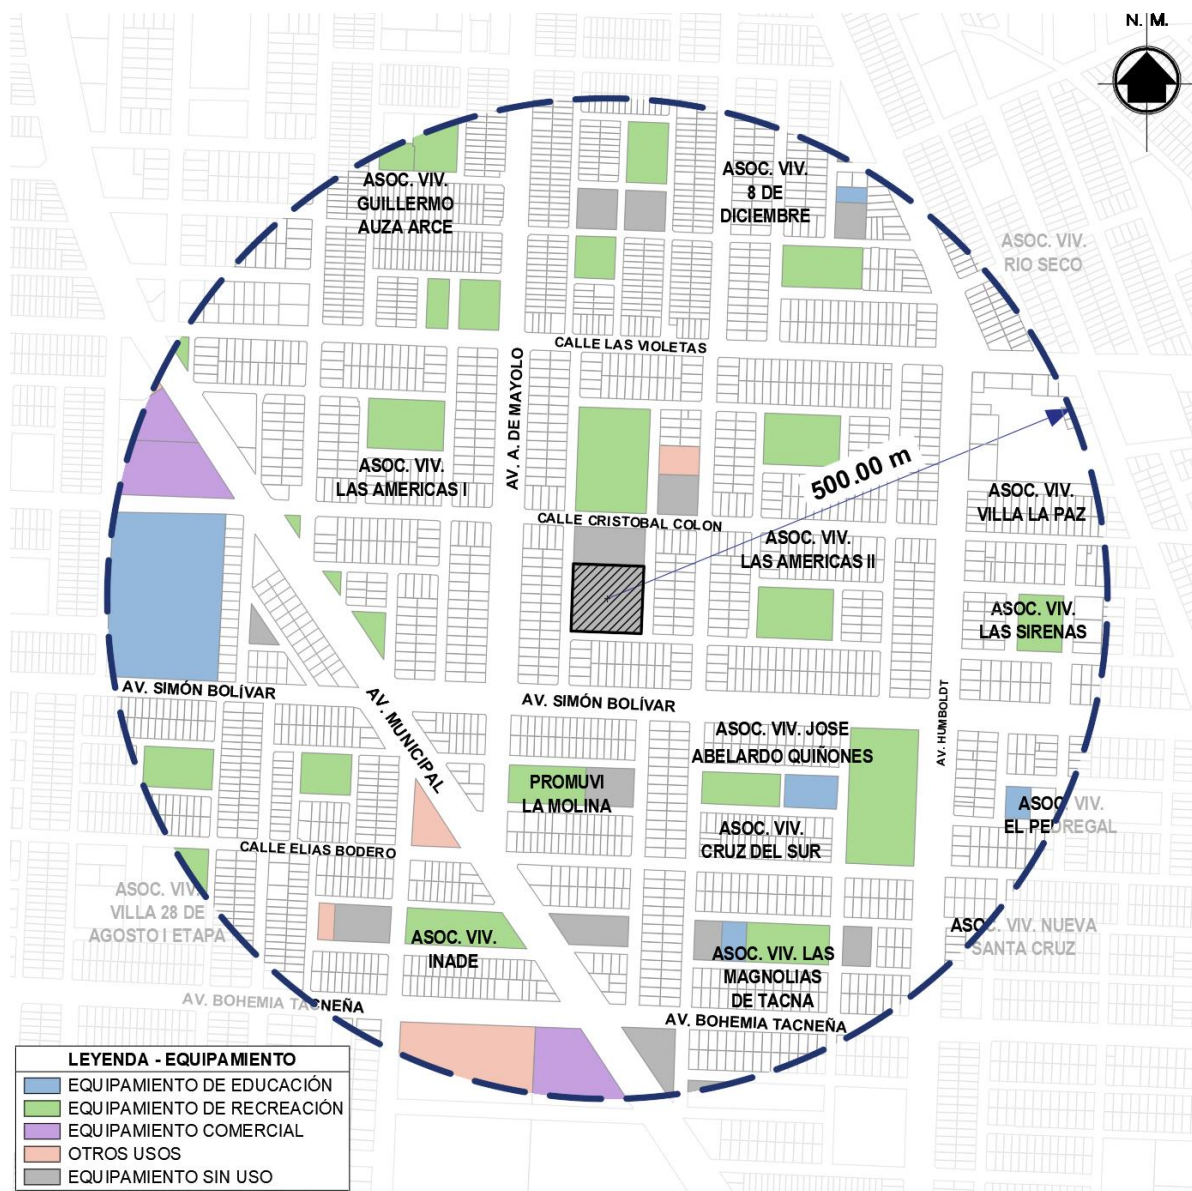 N. M.
ASOC. VIV.
GUILLERMO
AUZA ARCE
ASOC. VIV.
8 DE
DICIEMBRE
ASOC. VIV.
RIO SECO
CALLE LAS VIOLETAS
AV. A. DE MAYOLO
ASOC. VIV.
LAS AMERICAS I
500.00 m
ASOC. VIV.
VILLA LA PAZ
CALLE CRISTOBAL COLON
ASOC. VIV.
LAS AMERICAS II
ASOC. VIV.
LAS SIRENAS
AV. SIMÓN BOLÍVAR
AV. MUNICIPAL
AV. SIMÓN BOLÍVAR
AV. HUMBOLDT
ASOC. VIV. JOSE
ABELARDO QUIÑONES
PROMUVI
LA MOLINA
ASOC. VIV.
EL PEDREGAL
ASOC. VIV.
CRUZ DEL SUR
CALLE ELIAS BODERO
ASOC. VIV.
VILLA 28 DE
AGOSTO I ETAPA
ASOC. VIV.
INADE
ASOC. VIV. NUEVA
SANTA CRUZ
ASOC. VIV. LAS
MAGNOLIAS
DE TACNA
AV. BOHEMIA TACNEÑA
AV. BOHEMIA TACNEÑA
LEYENDA - EQUIPAMIENTO
EQUIPAMIENTO DE EDUCACIÓN
EQUIPAMIENTO DE RECREACIÓN
EQUIPAMIENTO COMERCIAL
OTROS USOS
EQUIPAMIENTO SIN USO